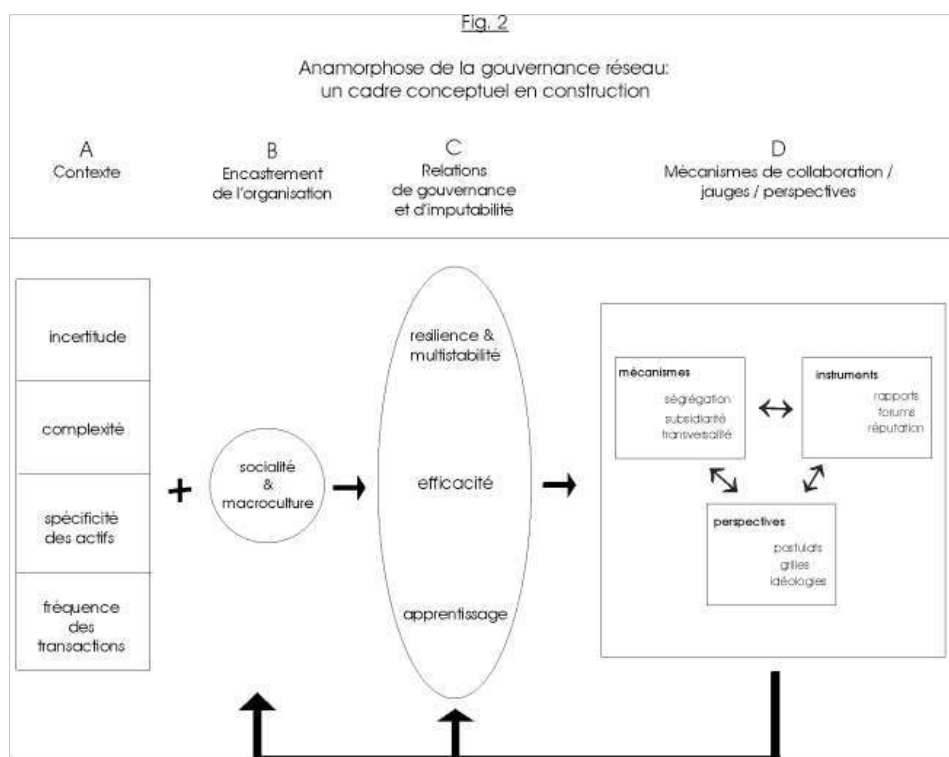 Fig. 2
Anamorphose de la gouvernance réseau:
un cadre conceptuel en construction
A
Contexte
B
Encastrement
de l'organisation
C
Relations
de gouvernance
et d'imputabilité
D
Mécanismes de collaboration /
jauges / perspectives
incertitude
complexité
spécificité
des actifs
fréquence
des
transactions
+
socialité
&
macroculture
resilience &
multistabilité
efficacité
apprentissage
mécanismes
ségrégation
subsidiarité
transversalité
instruments
rapports
forums
réputation
perspectives
postulats
grilles
idéologies